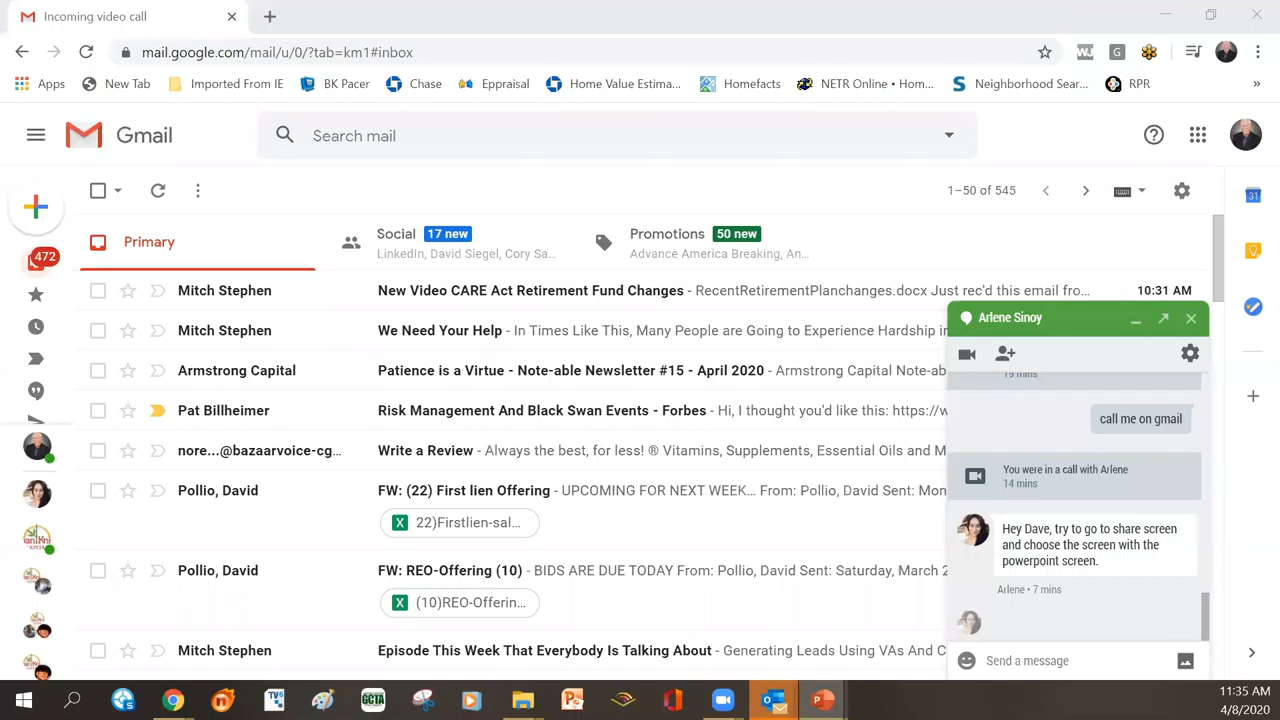 Incoming video call
mail.google.com/mail/u/0/?tab=km1#inbox
Apps New Tab Imported From IE BK Pacer Chase Appraisal Home Value Estima... Homefacts NETR Online • Hom... Neighborhood Sear... RPR »
Gmail
Search mail
1–50 of 545
Primary
Social 17 new
LinkedIn, David Siegel, Cory Sa...
Promotions 50 new
Advance America Breaking, An...
472
Mitch Stephen New Video CARE Act Retirement Fund Changes - RecentRetirementPlanchanges.docx Just rec'd this email fro... 10:31 AM
Mitch Stephen We Need Your Help - In Times Like This, Many People are Going to Experience Hardship in
Armstrong Capital Patience is a Virtue - Note-able Newsletter #15 - April 2020 - Armstrong Capital Note-ab
Pat Billheimer Risk Management And Black Swan Events - Forbes - Hi, I thought you'd like this: https://w
nore...@bazaarvoice-cg... Write a Review - Always the best, for less! ® Vitamins, Supplements, Essential Oils and M
Pollio, David FW: (22) First lien Offering - UPCOMING FOR NEXT WEEK... From: Pollio, David Sent: Mon
22)Firstlien-sal...
Pollio, David FW: REO-Offering (10) - BIDS ARE DUE TODAY From: Pollio, David Sent: Saturday, March 2
(10)REO-Offerin...
Mitch Stephen Episode This Week That Everybody Is Talking About - Generating Leads Using VAs And C
Arlene Sinoy
15 mins
call me on gmail
You were in a call with Arlene
14 mins
Hey Dave, try to go to share screen
and choose the screen with the
powerpoint screen.
Arlene • 7 mins
Send a message
11:35 AM
4/8/2020